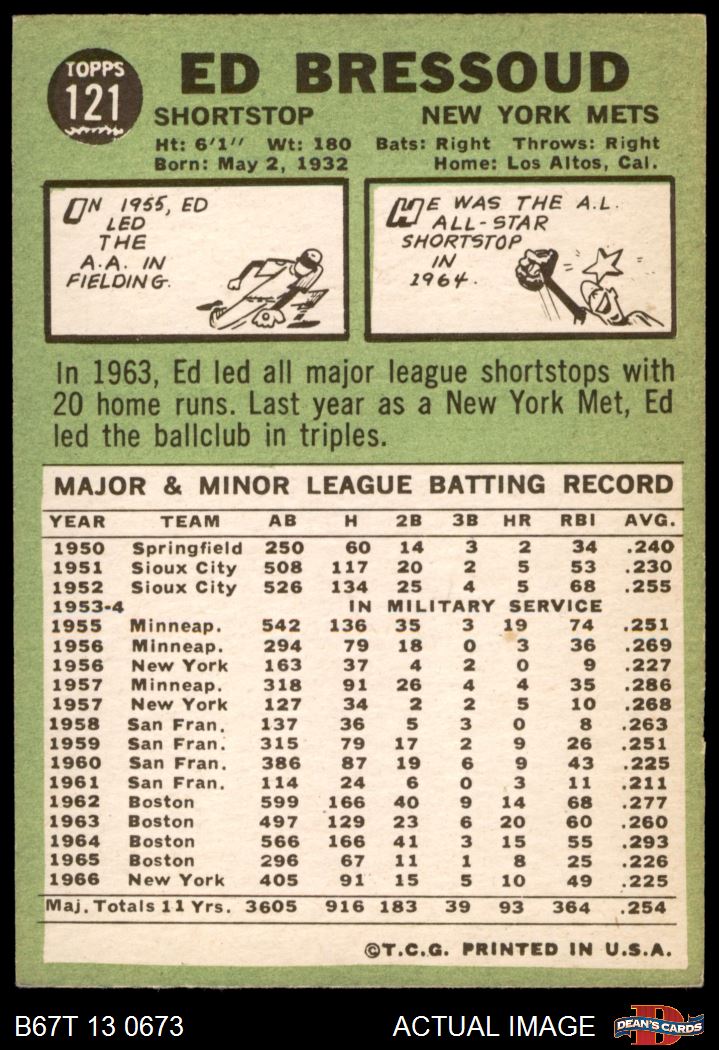 TOPPS
121
ED BRESSOUD
SHORTSTOP NEW YORK METS
Ht: 6'1" Wt: 180 Bats: Right Throws: Right
Born: May 2, 1932 Home: Los Altos, Cal.
ON 1955, ED
LED
THE
A.A. IN
FIELDING.
HE WAS THE A.L.
ALL-STAR
SHORTSTOP
IN
1964.
In 1963, Ed led all major league shortstops with
20 home runs. Last year as a New York Met, Ed
led the ballclub in triples.
MAJOR & MINOR LEAGUE BATTING RECORD
YEAR TEAM AB H 2B 3B HR RBI AVG.
1950 Springfield 250 60 14 3 2 34 .240
1951 Sioux City 508 117 20 2 5 53 .230
1952 Sioux City 526 134 25 4 5 68 .255
1953-4 IN MILITARY SERVICE
1955 Minneap. 542 136 35 3 19 74 .251
1956 Minneap. 294 79 18 0 3 36 .269
1956 New York 163 37 4 2 0 9 .227
1957 Minneap. 318 91 26 4 4 35 .286
1957 New York 127 34 2 2 5 10 .268
1958 San Fran. 137 36 5 3 0 8 .263
1959 San Fran. 315 79 17 2 9 26 .251
1960 San Fran. 386 87 19 6 9 43 .225
1961 San Fran. 114 24 6 0 3 11 .211
1962 Boston 599 166 40 9 14 68 .277
1963 Boston 497 129 23 6 20 60 .260
1964 Boston 566 166 41 3 15 55 .293
1965 Boston 296 67 11 1 8 25 .226
1966 New York 405 91 15 5 10 49 .225
Maj. Totals 11 Yrs. 3605 916 183 39 93 364 .254
©T.C.G. PRINTED IN U.S.A.
B67T 13 0673 ACTUAL IMAGE
D
DEAN'S CARDS